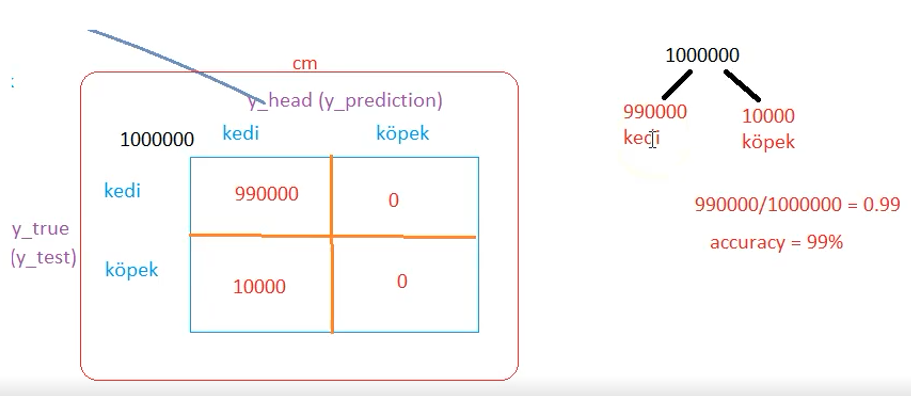 cm
y_head (y_prediction)
1000000
kedi
köpek
kedi
990000
0
y_true
(y_test)
köpek
10000
0
1000000
990000
kedi
10000
köpek
990000/1000000 = 0.99
accuracy = 99%